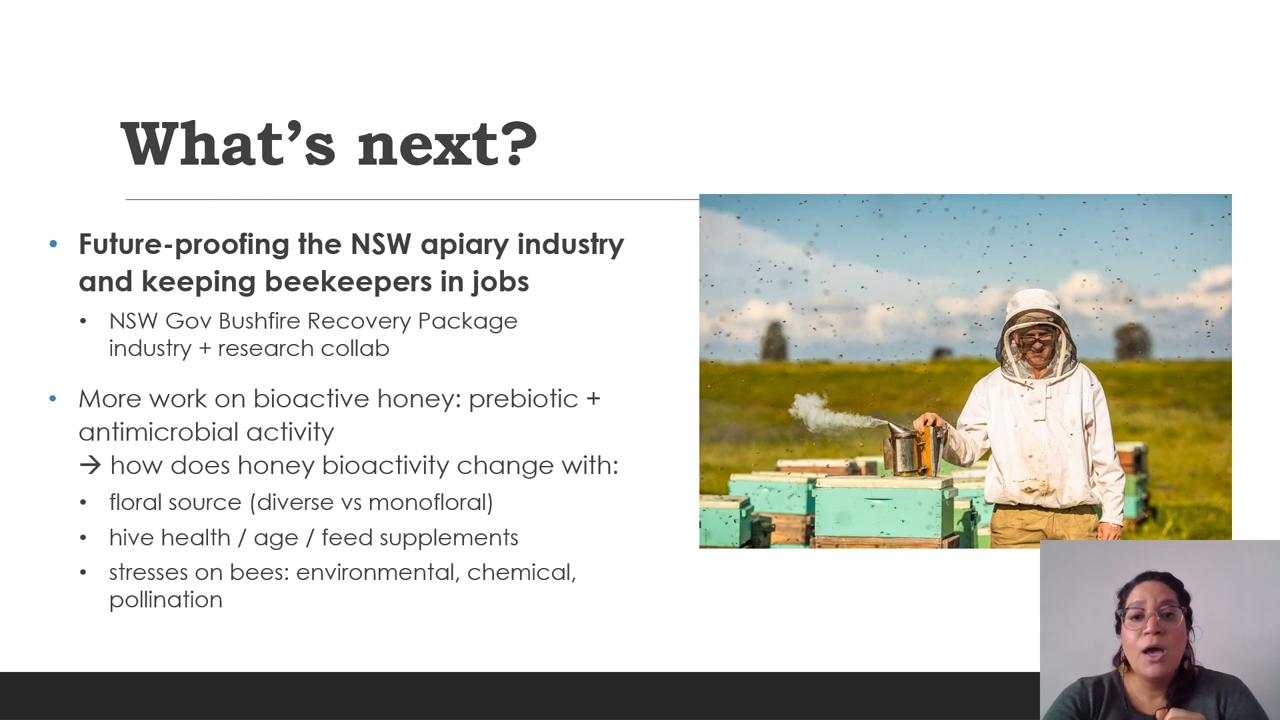 What’s next?
• Future-proofing the NSW apiary industry
and keeping beekeepers in jobs
• NSW Gov Bushfire Recovery Package
industry + research collab
• More work on bioactive honey: prebiotic +
antimicrobial activity
→ how does honey bioactivity change with:
• floral source (diverse vs monofloral)
• hive health / age / feed supplements
• stresses on bees: environmental, chemical,
pollination